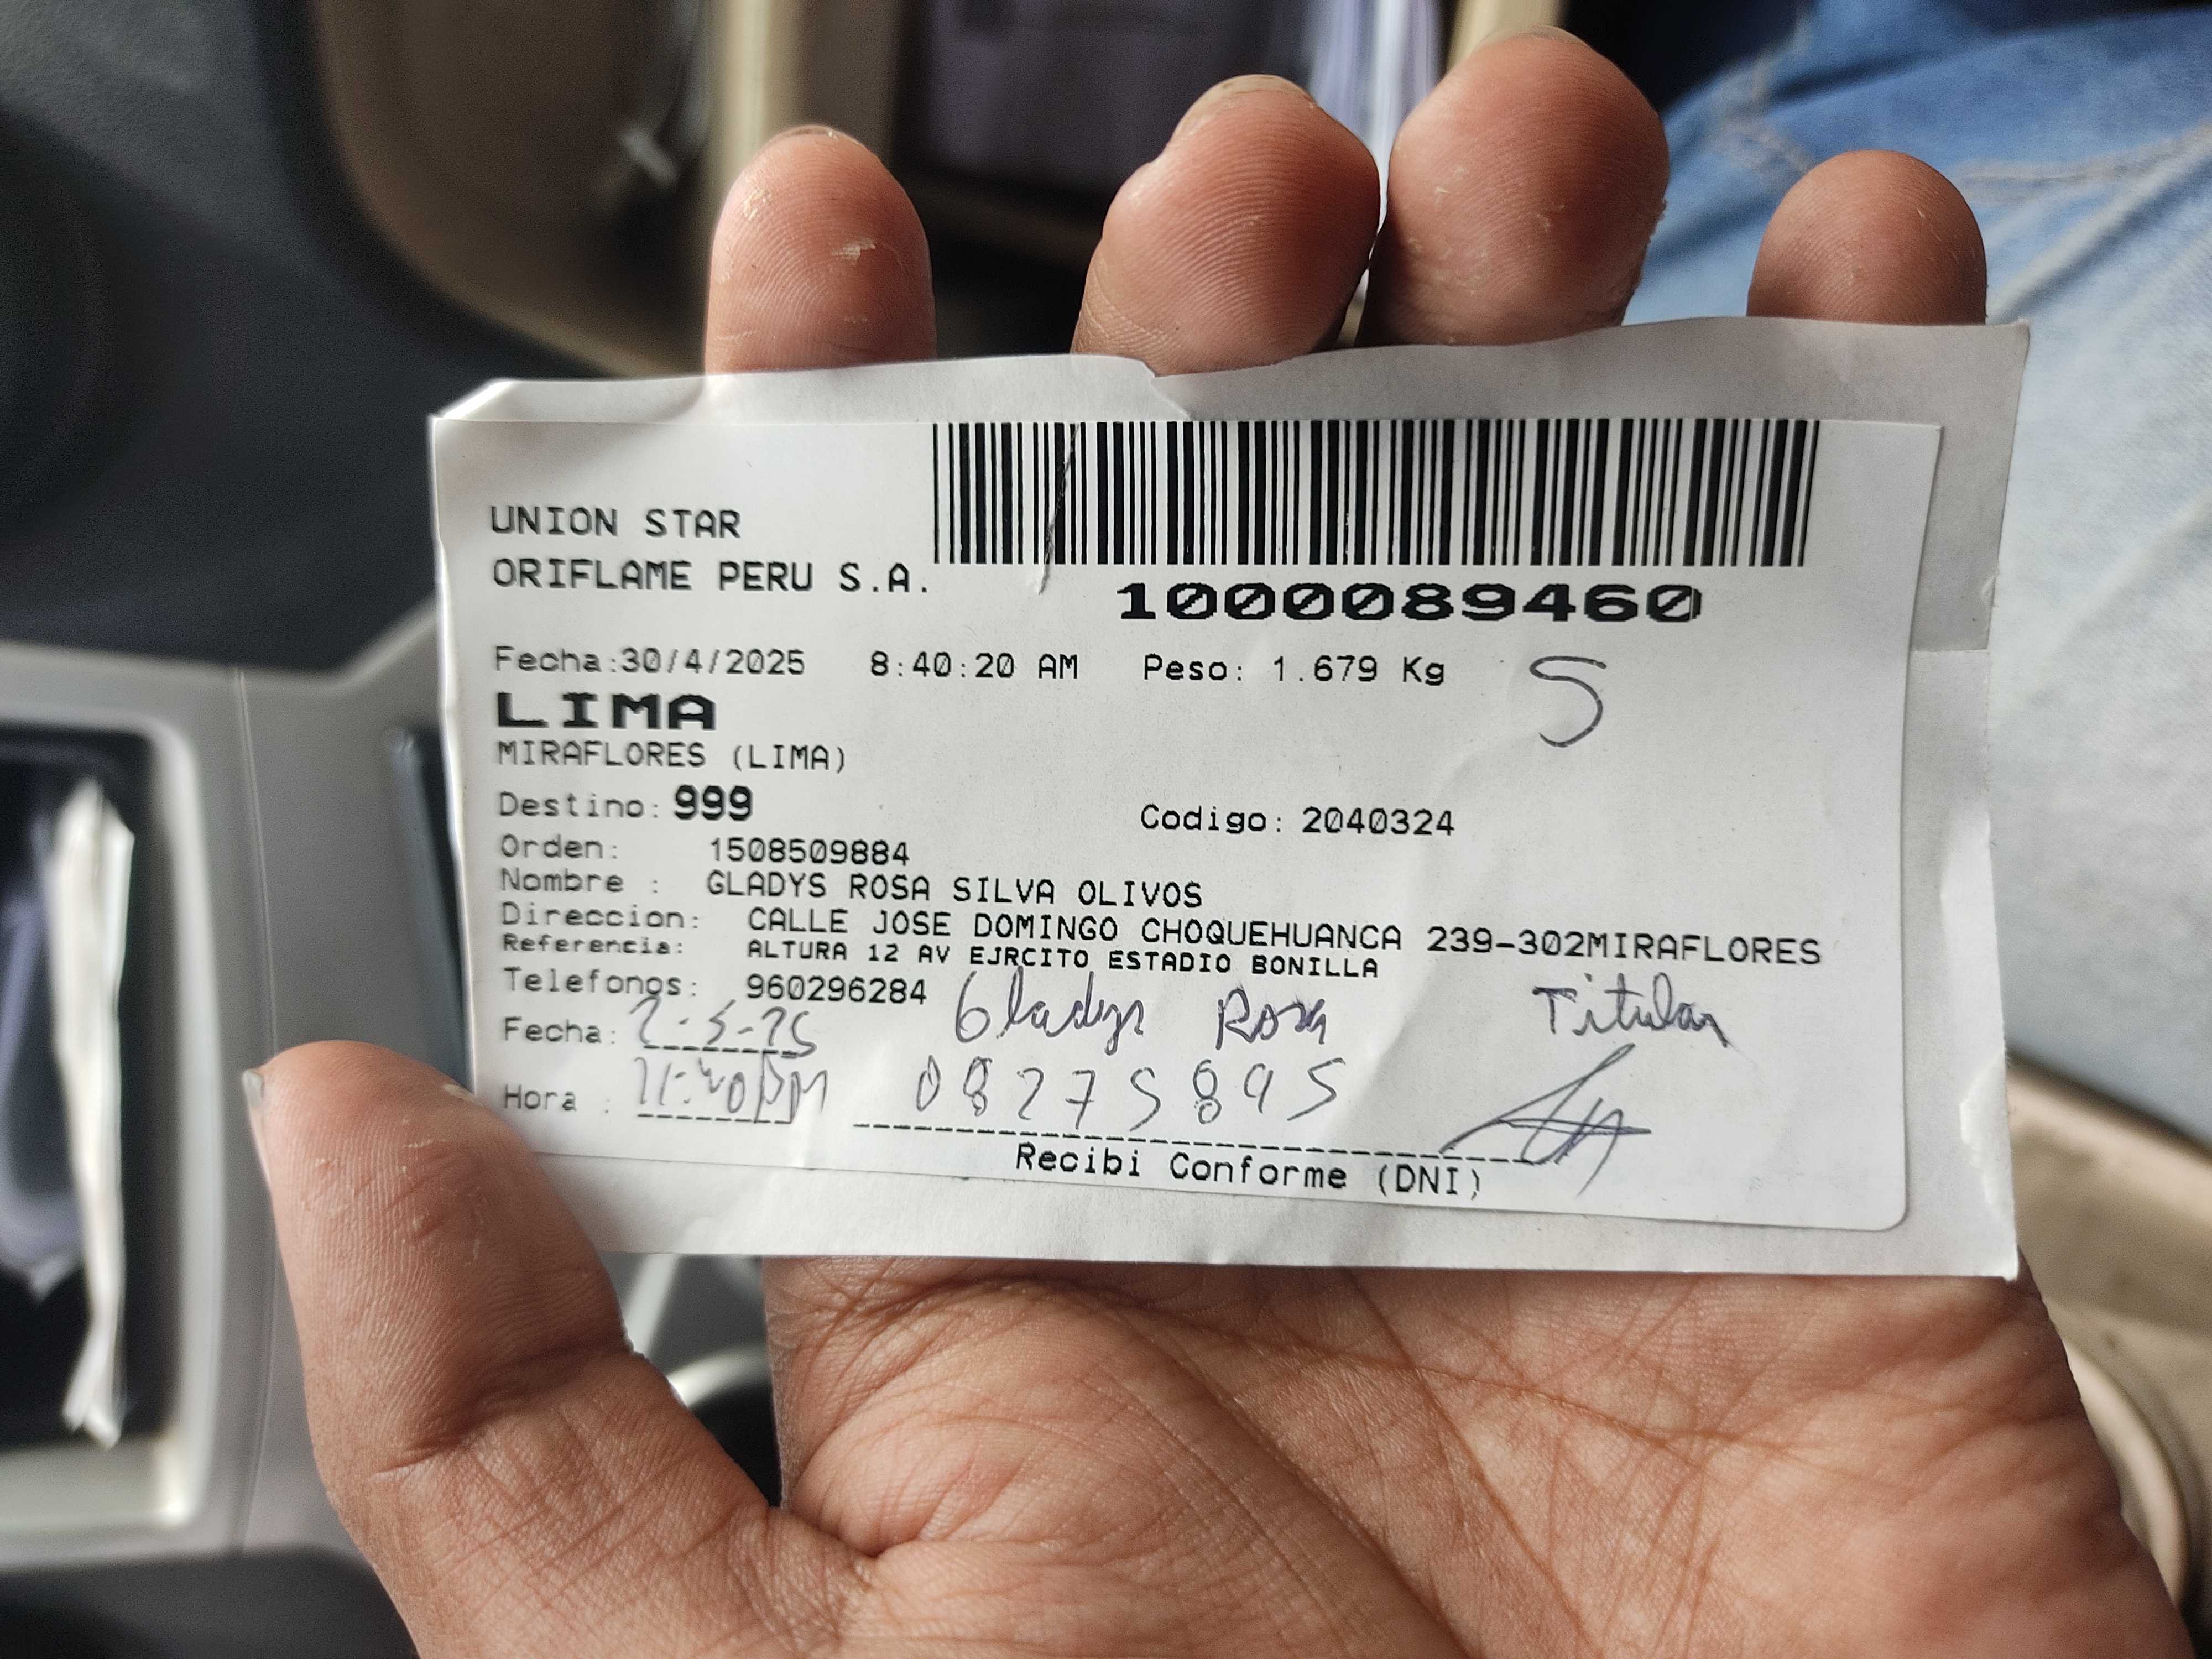 UNION STAR
ORIFLAME PERU S.A.
1000089460
Fecha:30/4/2025 8:40:20 AM Peso: 1.679 Kg S
LIMA
MIRAFLORES (LIMA)
Destino: 999 Codigo: 2040324
Orden: 1508509884
Nombre : GLADYS ROSA SILVA OLIVOS
Direccion: CALLE JOSE DOMINGO CHOQUEHUANCA 239-302MIRAFLORES
Referencia: ALTURA 12 AV EJRCITO ESTADIO BONILLA
Telefonos: 960296284 Gladys Rosa Titular
Fecha: 2-5-25
Hora : 08275895
Recibi Conforme (DNI)